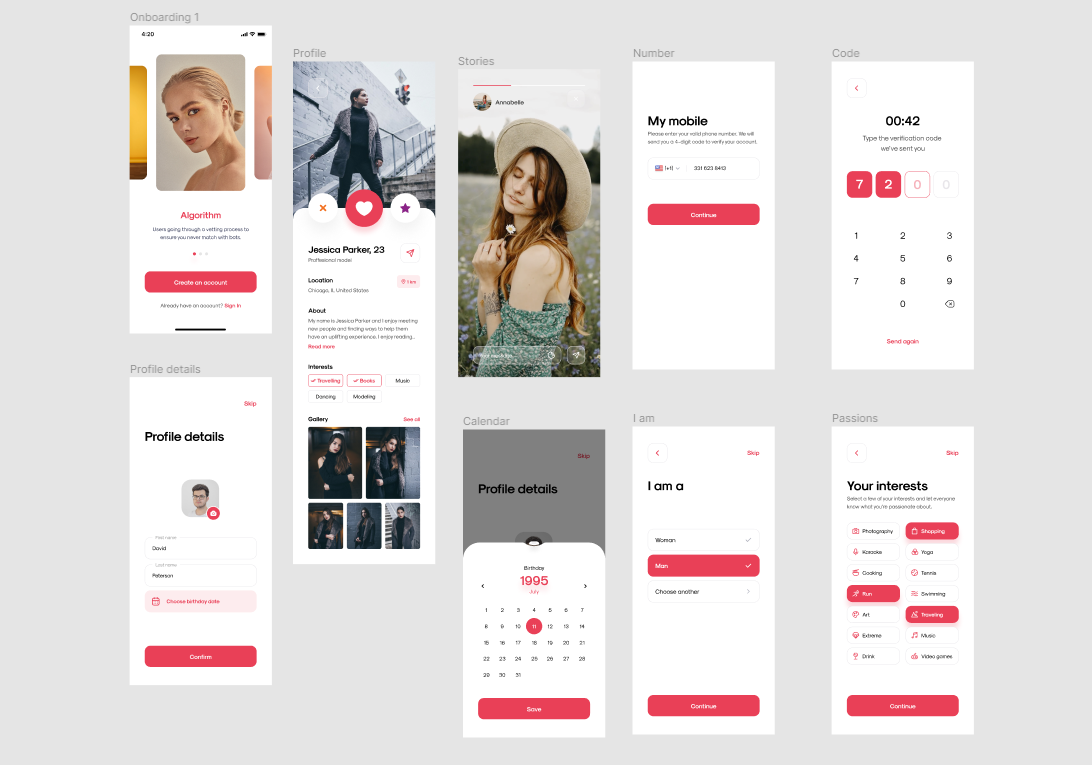 Onboarding 1
4:20
Algorithm
Users going through a vetting process to
ensure you never match with bots.
Create an account
Already have an account? Sign In
Profile
Jessica Parker, 23
Proffesional model
Location
Chicago, IL United States
1 km
About
My name is Jessica Parker and I enjoy meeting
new people and finding ways to help them
have an uplifting experience. I enjoy reading..
Read more
Interests
Travelling
Books
Music
Dancing
Modeling
Gallery
See all
Stories
Annabelle
Your message
Number
My mobile
Please enter your valid phone number. We will
send you a 4-digit code to verify your account.
(+1)
331 623 8413
Continue
Code
00:42
Type the verification code
we've sent you
7 2 0 0
1 2 3
4 5 6
7 8 9
0
Send again
Profile details
Skip
Profile details
First name
David
Last name
Peterson
Choose birthday date
Confirm
Calendar
Skip
Profile details
Birthday
1995
July
1 2 3 4 5 6 7
8 9 10 11 12 13 14
15 16 17 18 19 20 21
22 23 24 25 26 27 28
29 30 31
Save
I am
Skip
I am a
Woman
Man
Choose another
Continue
Passions
Skip
Your interests
Select a few of your interests and let everyone
know what you're passionate about.
Photography
Shopping
Karaoke
Yoga
Cooking
Tennis
Run
Swimming
Art
Traveling
Extreme
Music
Drink
Video games
Continue